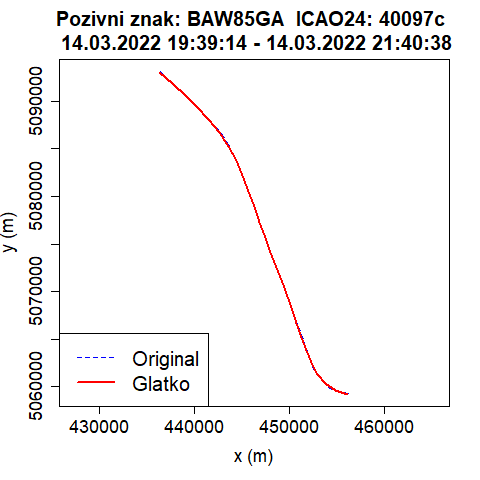 Pozivni znak: BAW85GA  ICAO24: 40097c
14.03.2022 19:39:14 - 14.03.2022 21:40:38
5090000
5080000
5070000
5060000
y (m)
Original
Glatko
430000 440000 450000 460000
x (m)